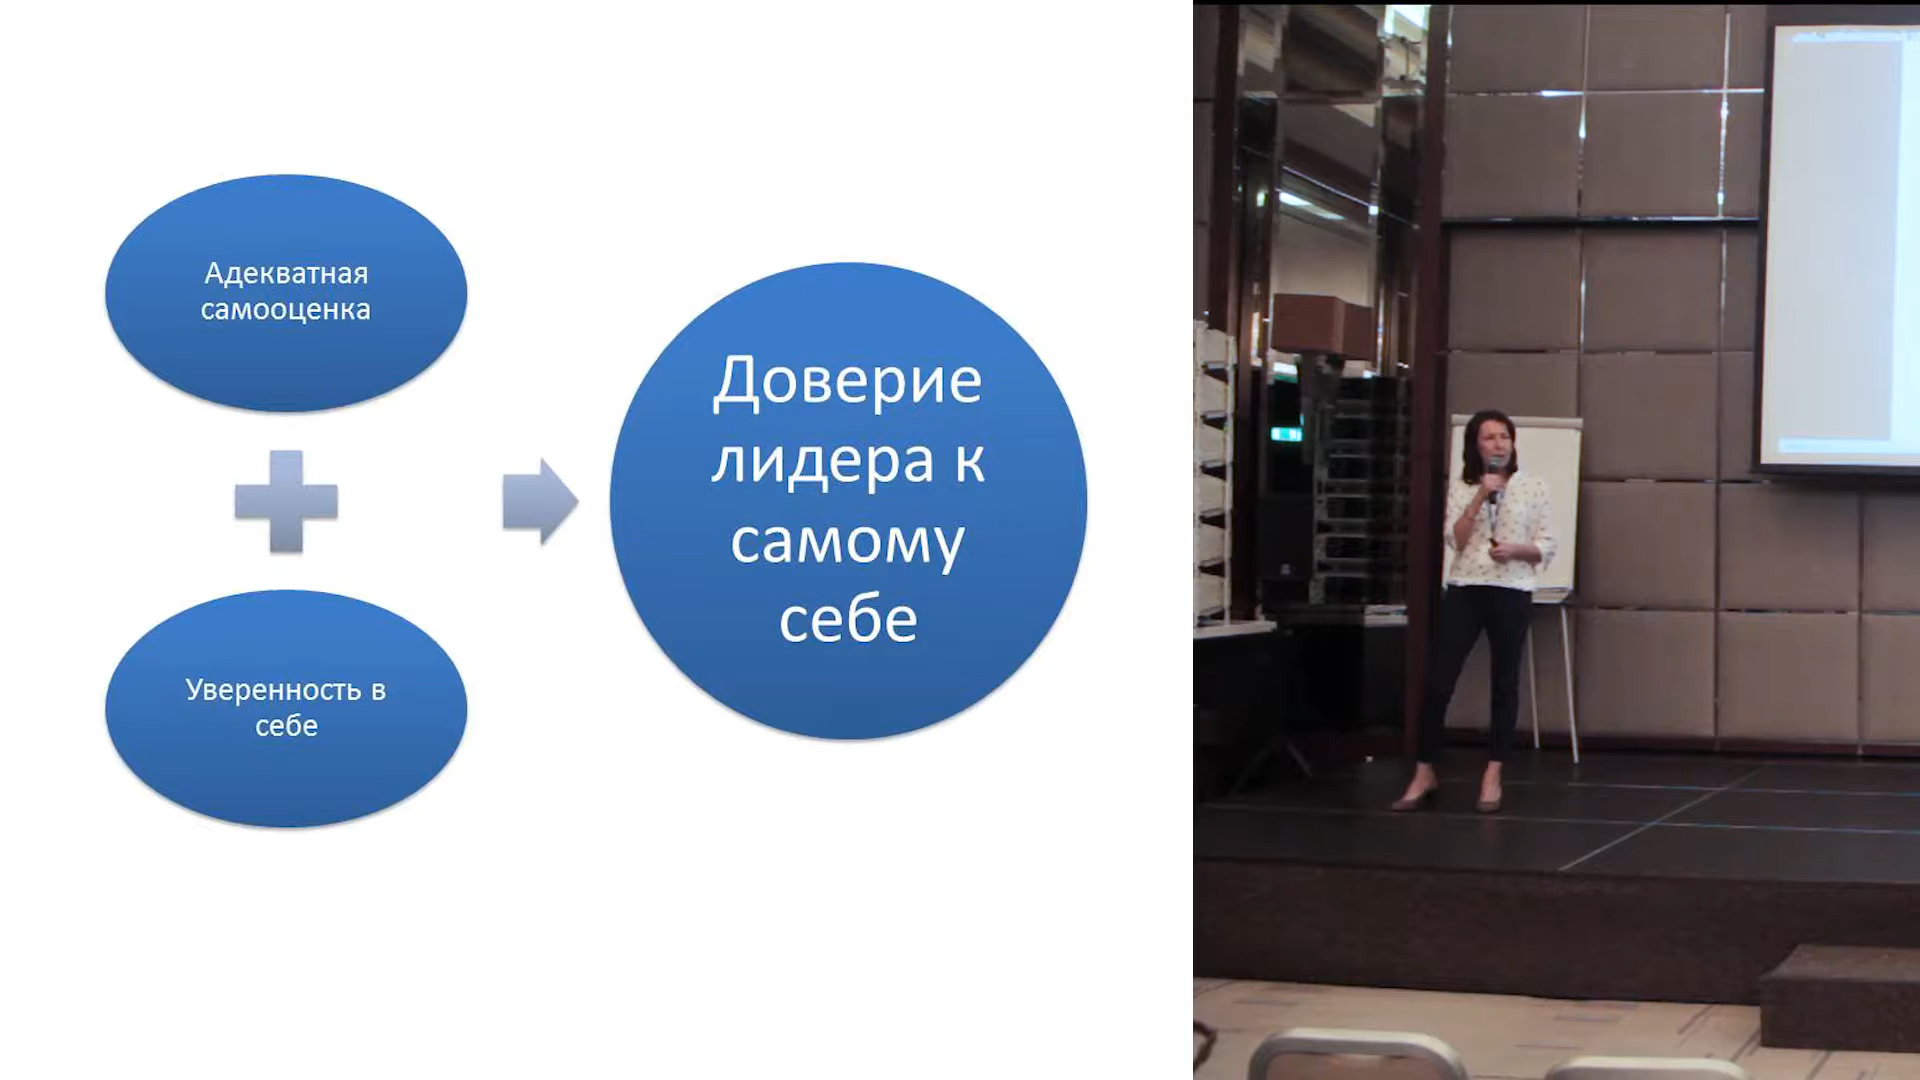 Адекватная
самооценка
Уверенность в
себе
Доверие
лидера к
самому
себе